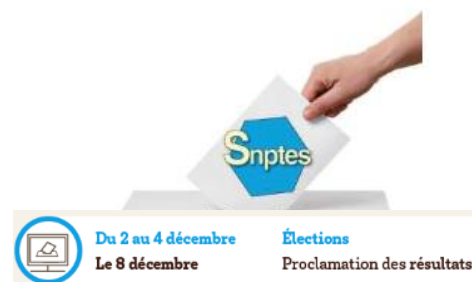 Snptes
Du 2 au 4 décembre Élections
Le 8 décembre Proclamation des résultats